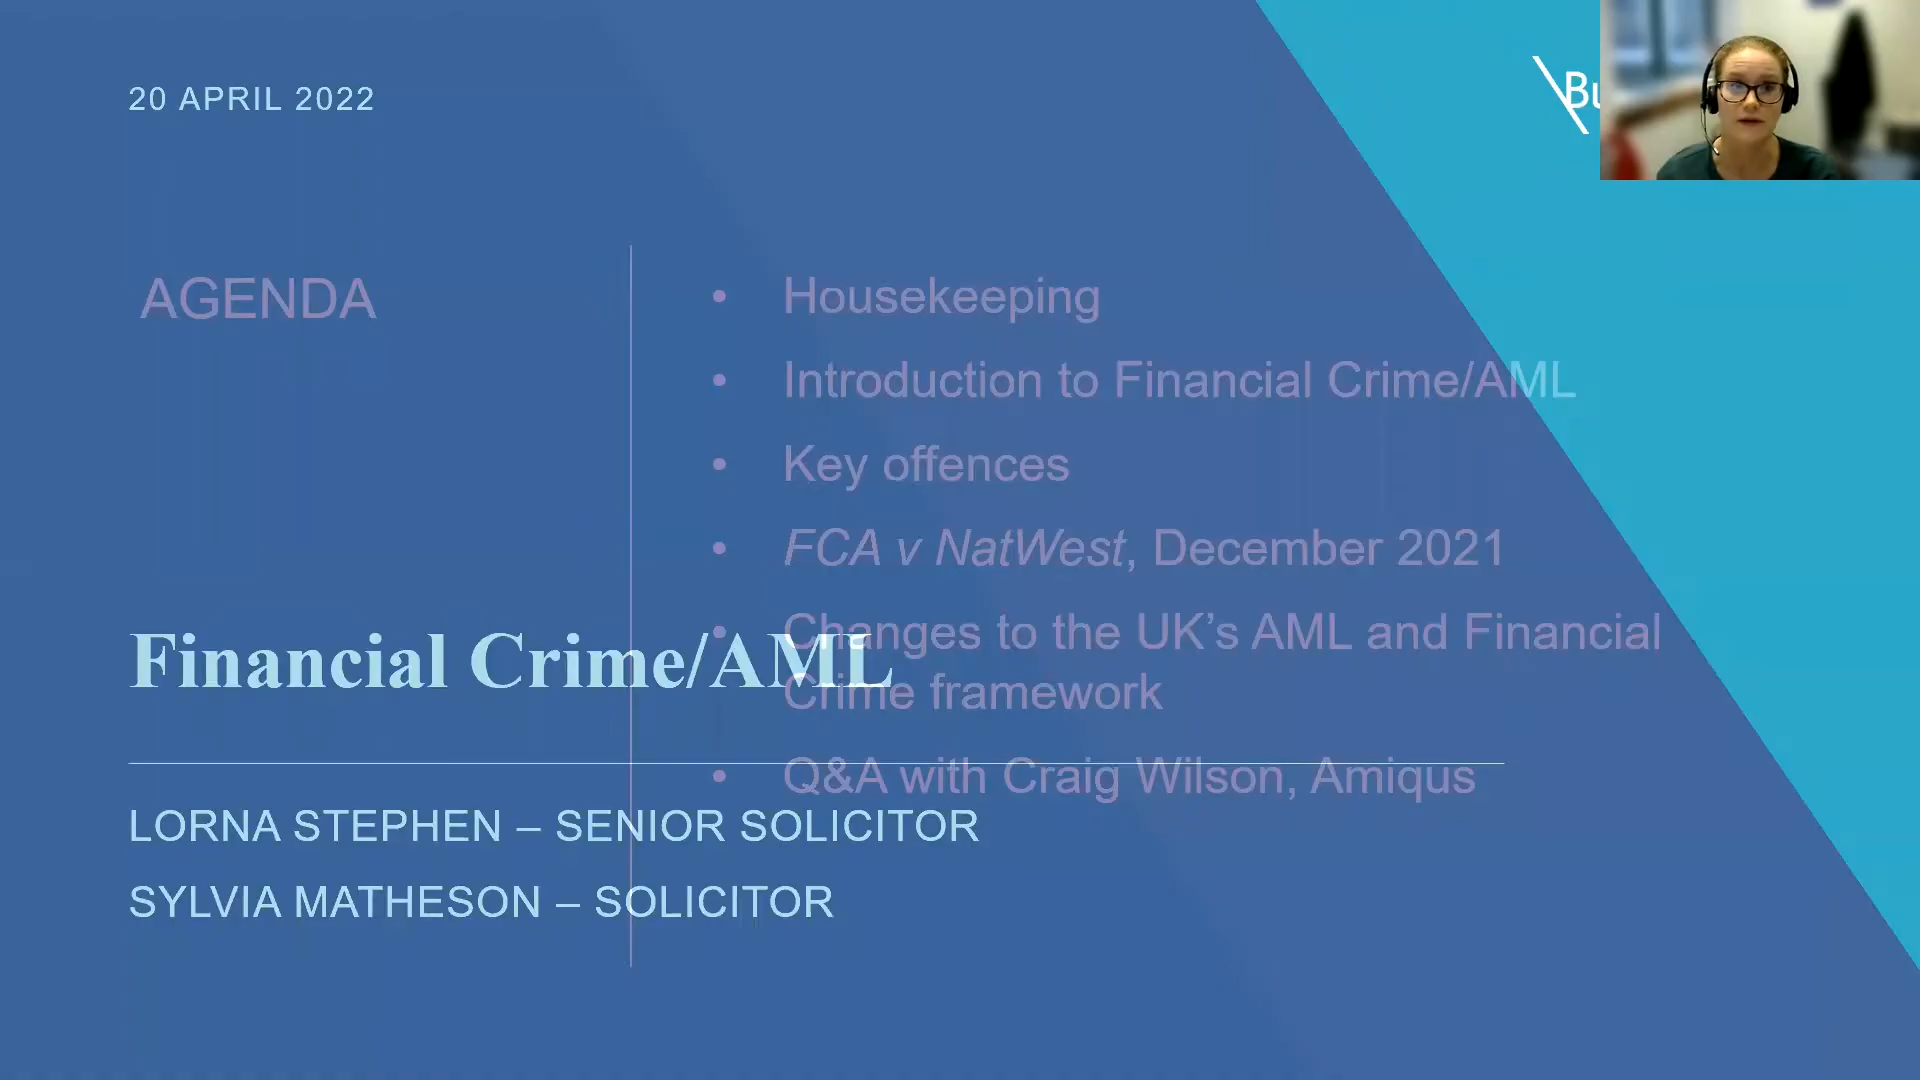 20 APRIL 2022
AGENDA
• Housekeeping
• Introduction to Financial Crime/AML
• Key offences
• FCA v NatWest, December 2021
• Changes to the UK’s AML and Financial
Crime framework
• Q&A with Craig Wilson, Amiqus
Financial Crime/AML
LORNA STEPHEN – SENIOR SOLICITOR
SYLVIA MATHESON – SOLICITOR